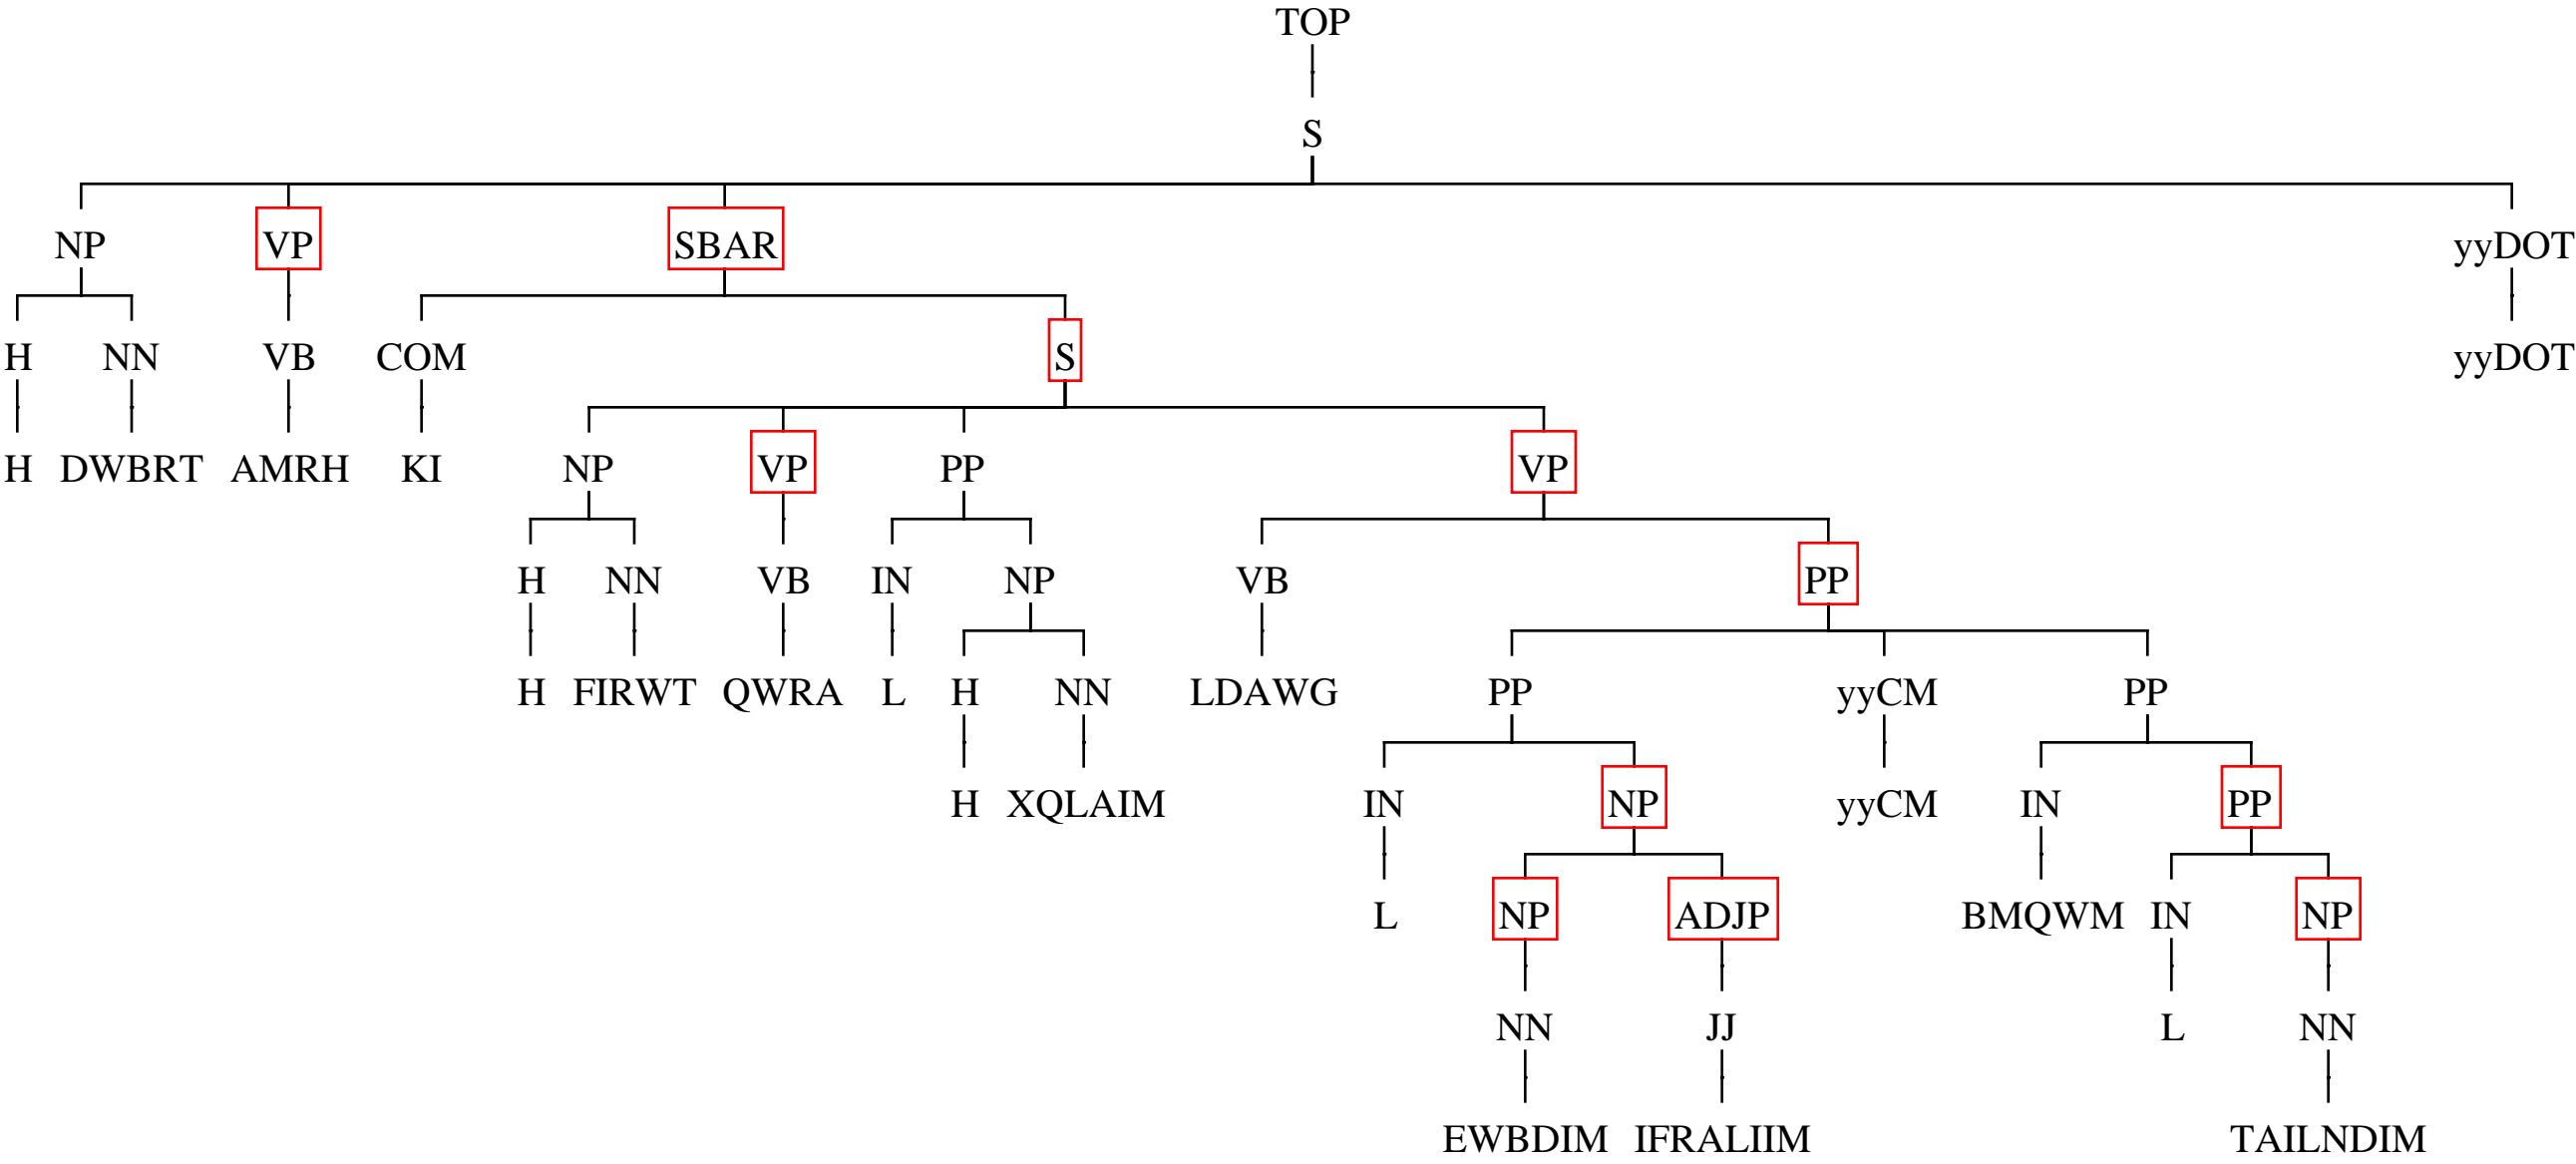 TOP
S
NP VP SBAR yyDOT
H NN VB COM S yyDOT
H DWBRT AMRH KI NP VP PP VP
H NN VB IN NP VB PP
H FIRWT QWRA L H NN LDAWG PP yyCM PP
H XQLAIM IN NP yyCM IN PP
L NP ADJP BMQWM IN NP
NN JJ L NN
EWBDIM IFRALIIM TAILNDIM